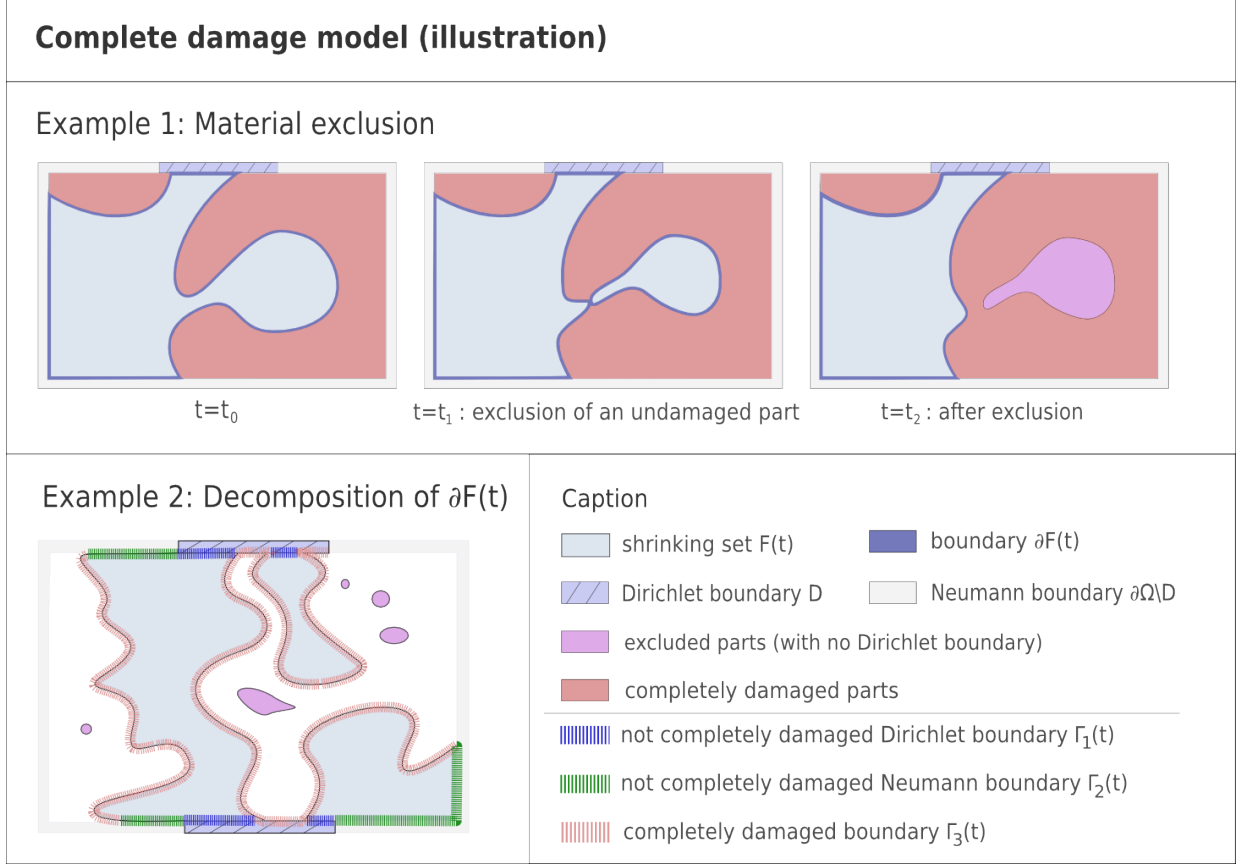 Complete damage model (illustration)
Example 1: Material exclusion
t=t₀
t=t₁ : exclusion of an undamaged part
t=t₂ : after exclusion
Example 2: Decomposition of ∂F(t)
Caption
shrinking set F(t)
boundary ∂F(t)
Dirichlet boundary D
Neumann boundary ∂Ω\D
excluded parts (with no Dirichlet boundary)
completely damaged parts
not completely damaged Dirichlet boundary Γ₁(t)
not completely damaged Neumann boundary Γ₂(t)
completely damaged boundary Γ₃(t)